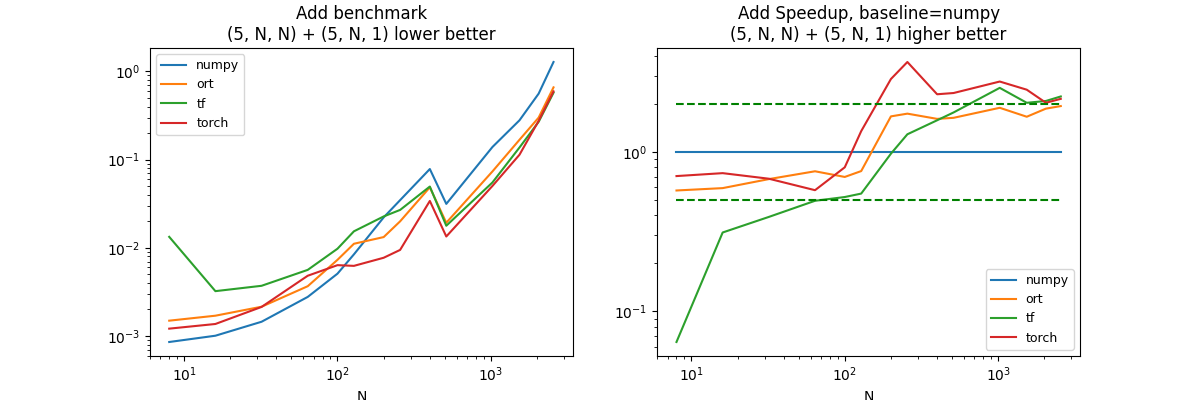 Add benchmark
(5, N, N) + (5, N, 1) lower better
10⁰
10⁻¹
10⁻²
10⁻³
numpy
ort
tf
torch
10¹
10²
10³
N
Add Speedup, baseline=numpy
(5, N, N) + (5, N, 1) higher better
10⁰
10⁻¹
numpy
ort
tf
torch
10¹
10²
10³
N